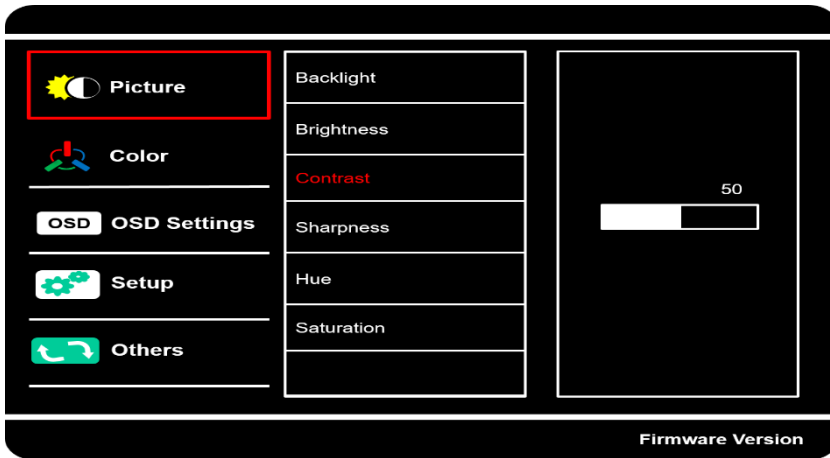 Picture
Color
OSD OSD Settings
Setup
Others
Backlight
Brightness
Contrast
Sharpness
Hue
Saturation
50
Firmware Version